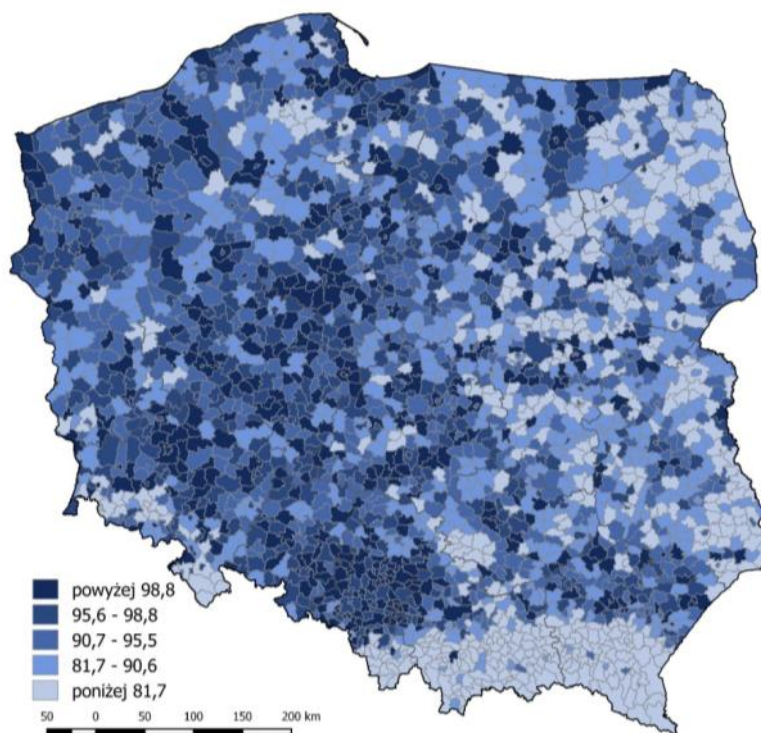 powyżej 98,8
95,6 - 98,8
90,7 - 95,5
81,7 - 90,6
poniżej 81,7
50 0 50 100 150 200 km